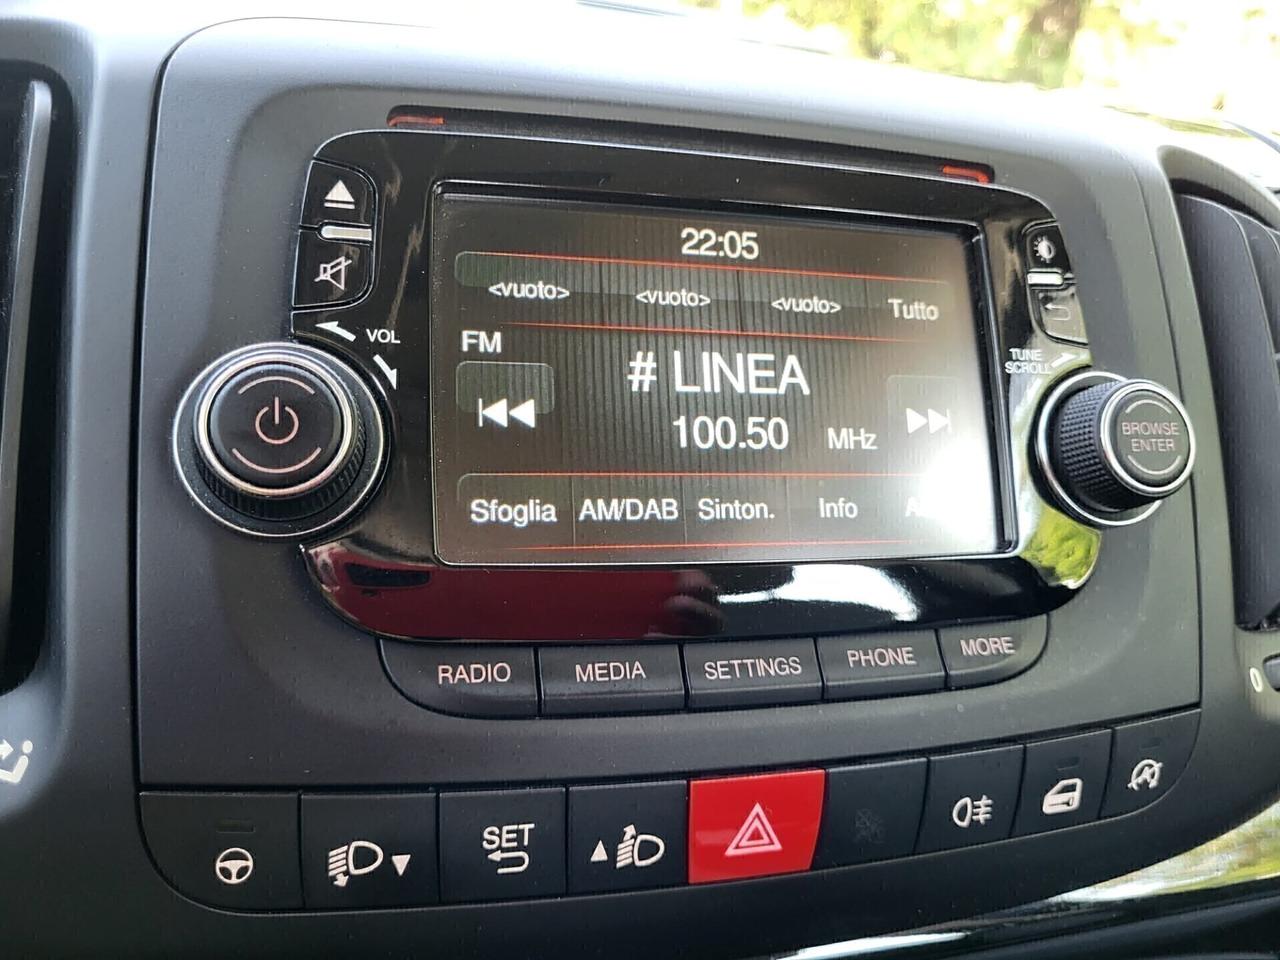 22:05
<vuoto> <vuoto> <vuoto> Tutto
VOL
FM
# LINEA
TUNE
SCROLL
100.50 MHz
BROWSE
ENTER
Sfoglia AM/DAB Sinton. Info
RADIO MEDIA SETTINGS PHONE MORE
0
SET